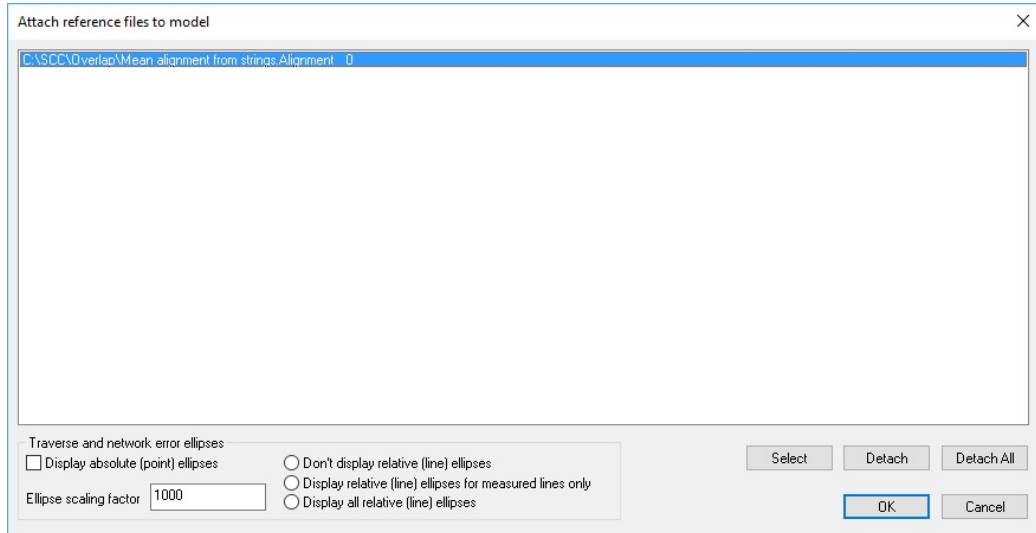 Attach reference files to model
C:\SCC\Overlap\Mean alignment from strings.Alignment 0
Traverse and network error ellipses
Display absolute (point) ellipses
Ellipse scaling factor 1000
Don't display relative (line) ellipses
Display relative (line) ellipses for measured lines only
Display all relative (line) ellipses
Select Detach Detach All
OK Cancel